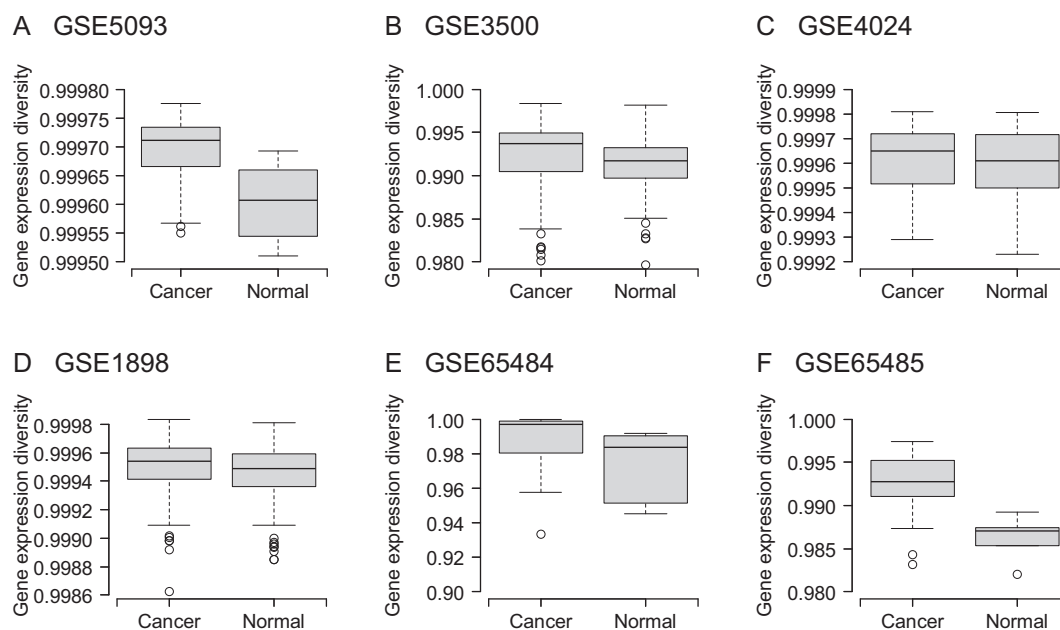 A GSE5093
Gene expression diversity
0.99980
0.99975
0.99970
0.99965
0.99960
0.99955
0.99950
Cancer Normal
B GSE3500
Gene expression diversity
1.000
0.995
0.990
0.985
0.980
Cancer Normal
C GSE4024
Gene expression diversity
0.9999
0.9998
0.9997
0.9996
0.9995
0.9994
0.9993
0.9992
Cancer Normal
D GSE1898
Gene expression diversity
0.9998
0.9996
0.9994
0.9992
0.9990
0.9988
0.9986
Cancer Normal
E GSE65484
Gene expression diversity
1.00
0.98
0.96
0.94
0.92
0.90
Cancer Normal
F GSE65485
Gene expression diversity
1.000
0.995
0.990
0.985
0.980
Cancer Normal